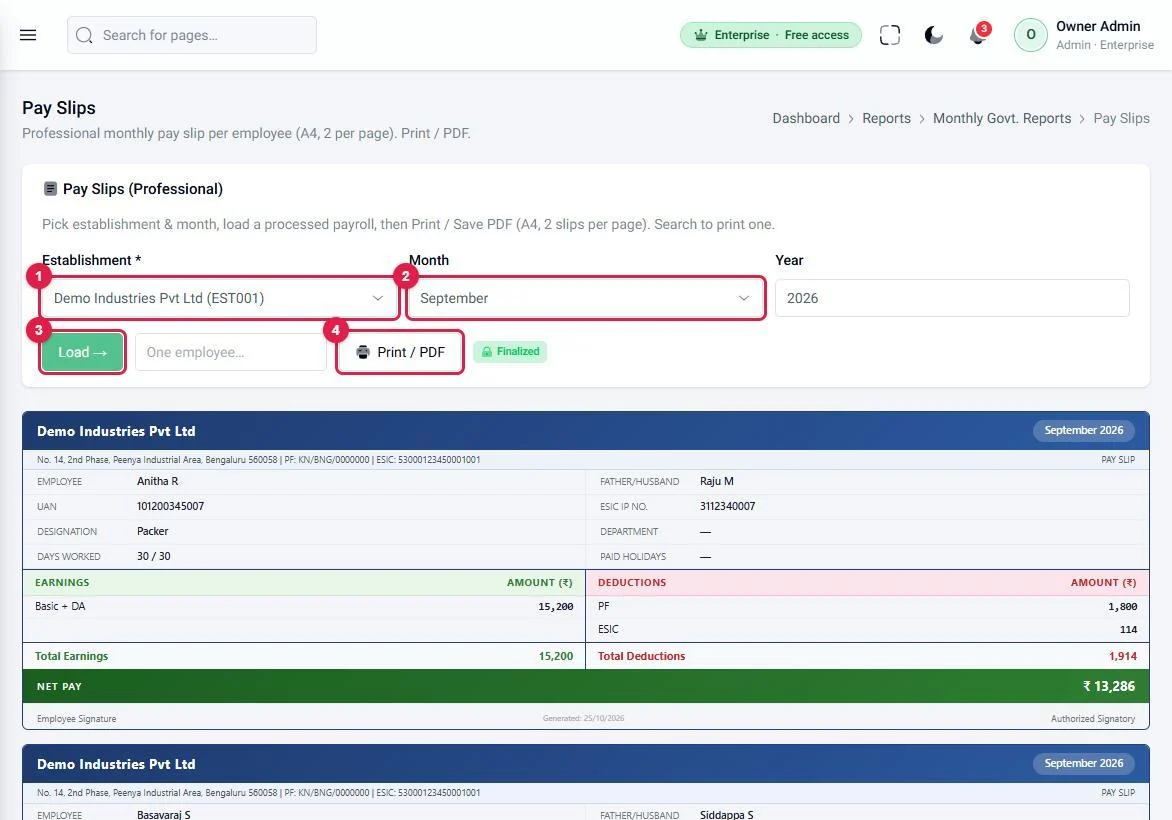 Search for pages...
Enterprise · Free access
3
O
Owner Admin
Admin · Enterprise
Pay Slips
Professional monthly pay slip per employee (A4, 2 per page). Print / PDF.
Dashboard > Reports > Monthly Govt. Reports > Pay Slips
Pay Slips (Professional)
Pick establishment & month, load a processed payroll, then Print / Save PDF (A4, 2 slips per page). Search to print one.
Establishment * Month Year
1 2
Demo Industries Pvt Ltd (EST001) September 2026
3 4
Load → One employee... Print / PDF Finalized
Demo Industries Pvt Ltd September 2026
No. 14, 2nd Phase, Peenya Industrial Area, Bengaluru 560058 | PF: KN/BNG/0000000 | ESIC: 53000123450001001 PAY SLIP
EMPLOYEE Anitha R FATHER/HUSBAND Raju M
UAN 101200345007 ESIC IP NO. 3112340007
DESIGNATION Packer DEPARTMENT —
DAYS WORKED 30 / 30 PAID HOLIDAYS —
EARNINGS AMOUNT (₹) DEDUCTIONS AMOUNT (₹)
Basic + DA 15,200 PF 1,800
ESIC 114
Total Earnings 15,200 Total Deductions 1,914
NET PAY ₹ 13,286
Employee Signature Generated: 25/10/2026 Authorized Signatory
Demo Industries Pvt Ltd September 2026
No. 14, 2nd Phase, Peenya Industrial Area, Bengaluru 560058 | PF: KN/BNG/0000000 | ESIC: 53000123450001001 PAY SLIP
EMPLOYEE Basavaraj S FATHER/HUSBAND Siddappa S